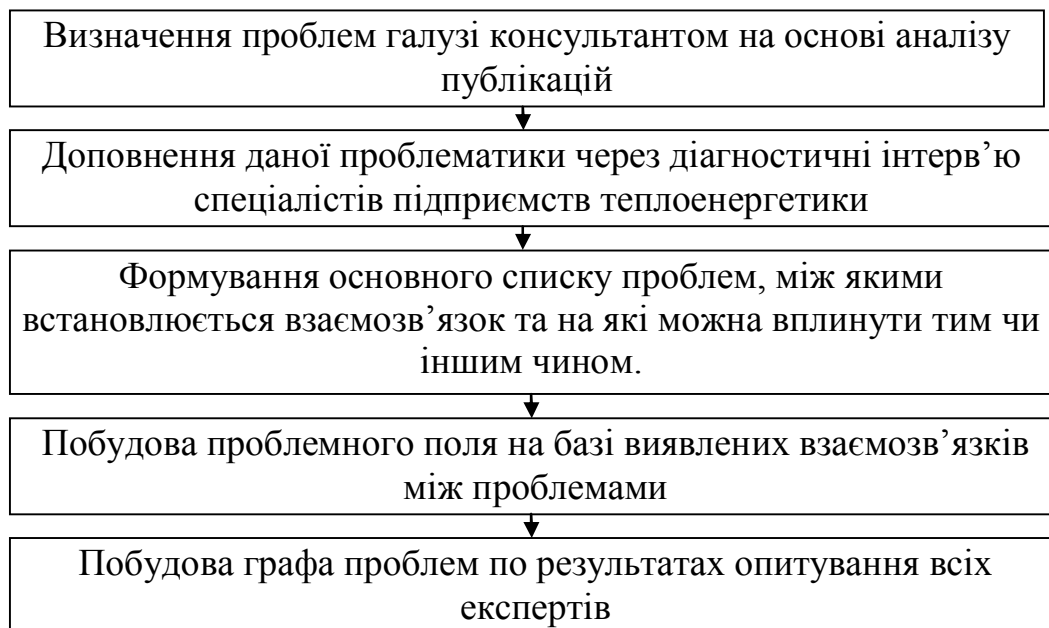 Визначення проблем галузі консультантом на основі аналізу
публікацій
Доповнення даної проблематики через діагностичні інтерв’ю
спеціалістів підприємств теплоенергетики
Формування основного списку проблем, між якими
встановлюється взаємозв’язок та на які можна вплинути тим чи
іншим чином.
Побудова проблемного поля на базі виявлених взаємозв’язків
між проблемами
Побудова графа проблем по результатах опитування всіх
експертів